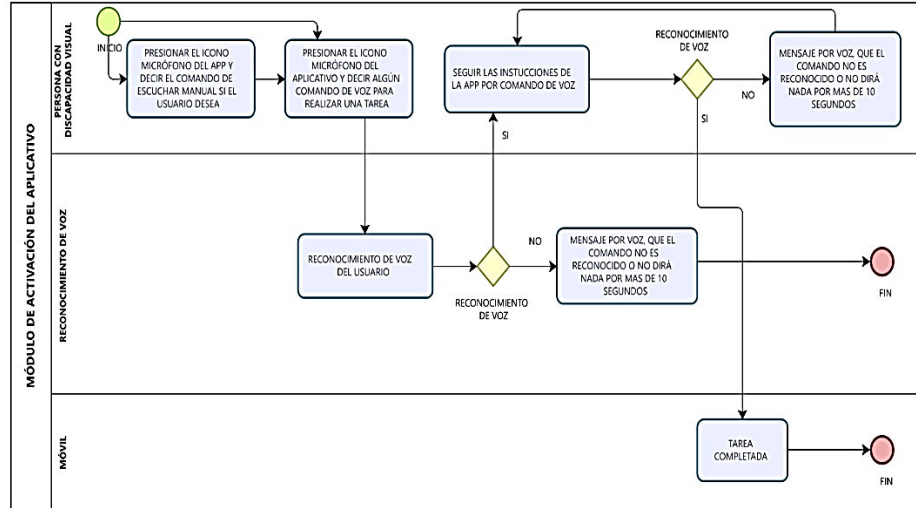 MÓDULO DE ACTIVACIÓN DEL APLICATIVO
PERSONA CON
DISCAPACIDAD VISUAL
INICIO
PRESIONAR EL ICONO
MICRÓFONO DEL APP Y
DECIR EL COMANDO DE
ESCUCHAR MANUAL SI EL
USUARIO DESEA
PRESIONAR EL ICONO
MICRÓFONO DEL
APLICATIVO Y DECIR ALGÚN
COMANDO DE VOZ PARA
REALIZAR UNA TAREA
SEGUIR LAS INSTUCCIONES DE
LA APP POR COMANDO DE VOZ
RECONOCIMIENTO
DE VOZ
NO
SI
MENSAJE POR VOZ, QUE EL
COMANDO NO ES
RECONOCIDO O NO DIRÁ
NADA POR MAS DE 10
SEGUNDOS
SI
RECONOCIMIENTO DE VOZ
RECONOCIMIENTO DE VOZ
DEL USUARIO
RECONOCIMIENTO
DE VOZ
NO
MENSAJE POR VOZ, QUE EL
COMANDO NO ES
RECONOCIDO O NO DIRÁ
NADA POR MAS DE 10
SEGUNDOS
FIN
MÓVIL
TAREA
COMPLETADA
FIN